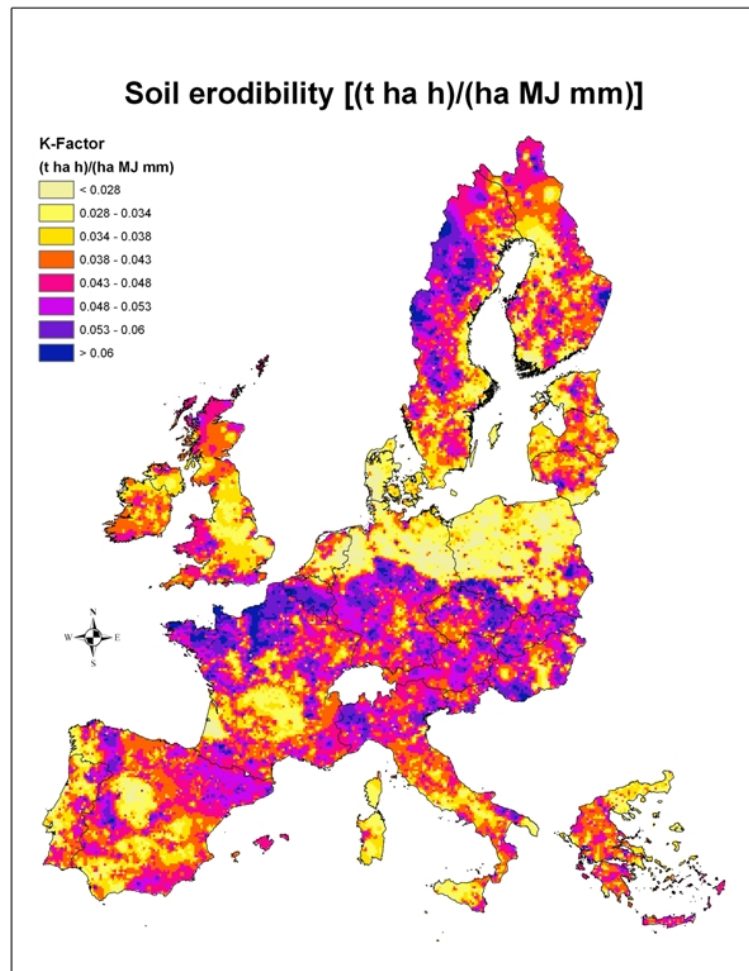 Soil erodibility [(t ha h)/(ha MJ mm)]
K-Factor
(t ha h)/(ha MJ mm)
< 0.028
0.028 - 0.034
0.034 - 0.038
0.038 - 0.043
0.043 - 0.048
0.048 - 0.053
0.053 - 0.06
> 0.06
N
W E
S